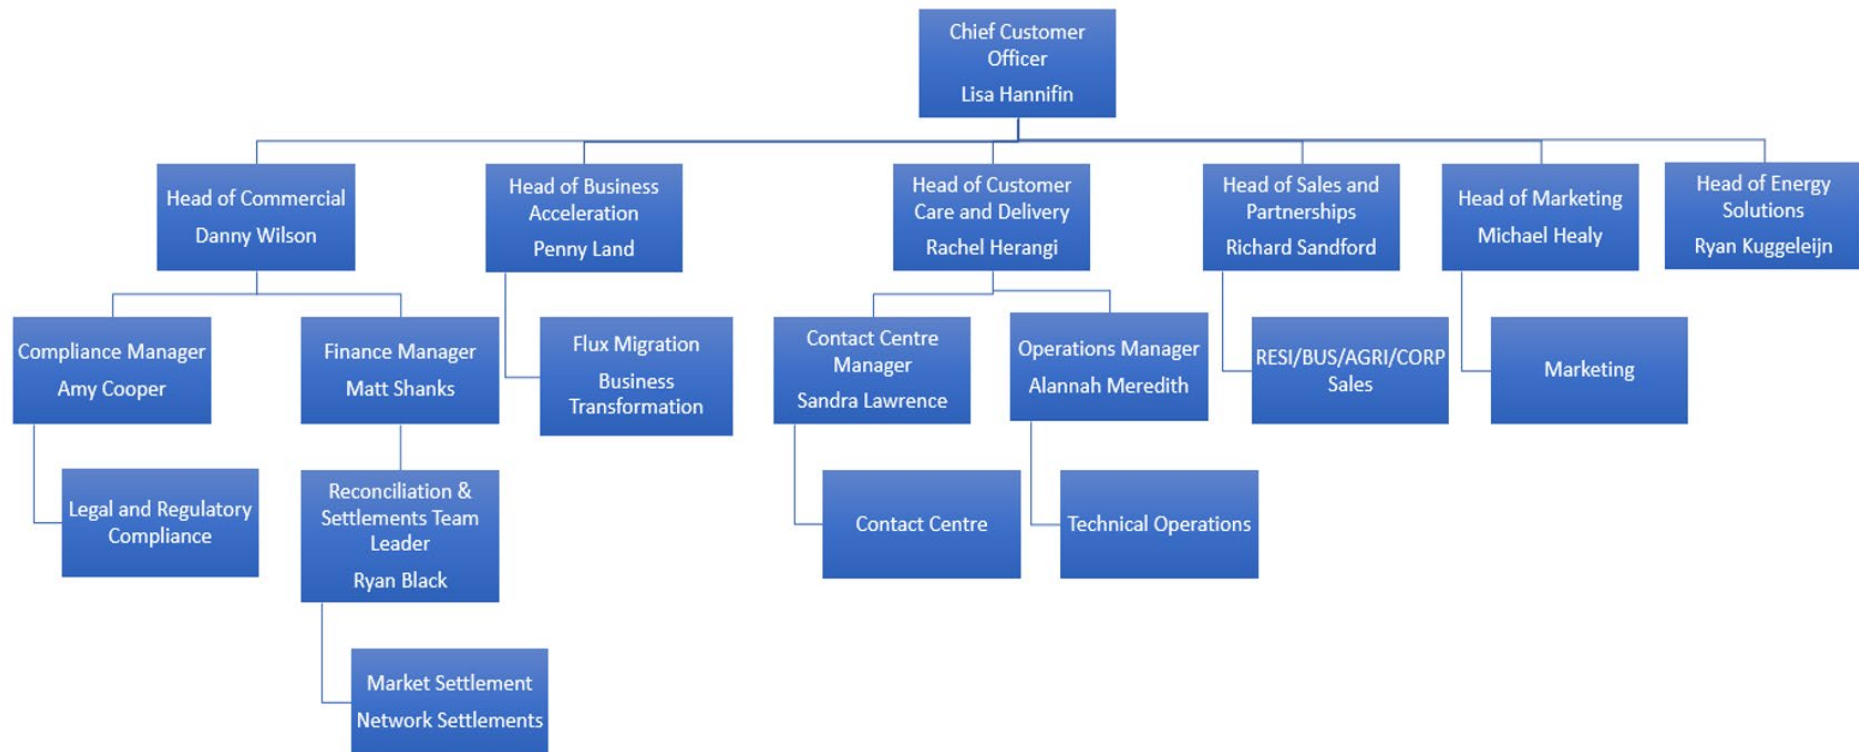 Chief Customer
Officer
Lisa Hannifin
Head of Commercial
Danny Wilson
Head of Business
Acceleration
Penny Land
Head of Customer
Care and Delivery
Rachel Herangi
Head of Sales and
Partnerships
Richard Sandford
Head of Marketing
Michael Healy
Head of Energy
Solutions
Ryan Kuggeleijn
Compliance Manager
Amy Cooper
Finance Manager
Matt Shanks
Flux Migration
Business
Transformation
Contact Centre
Manager
Sandra Lawrence
Operations Manager
Alannah Meredith
RESI/BUS/AGRI/CORP
Sales
Marketing
Legal and Regulatory
Compliance
Reconciliation &
Settlements Team
Leader
Ryan Black
Contact Centre
Technical Operations
Market Settlement
Network Settlements